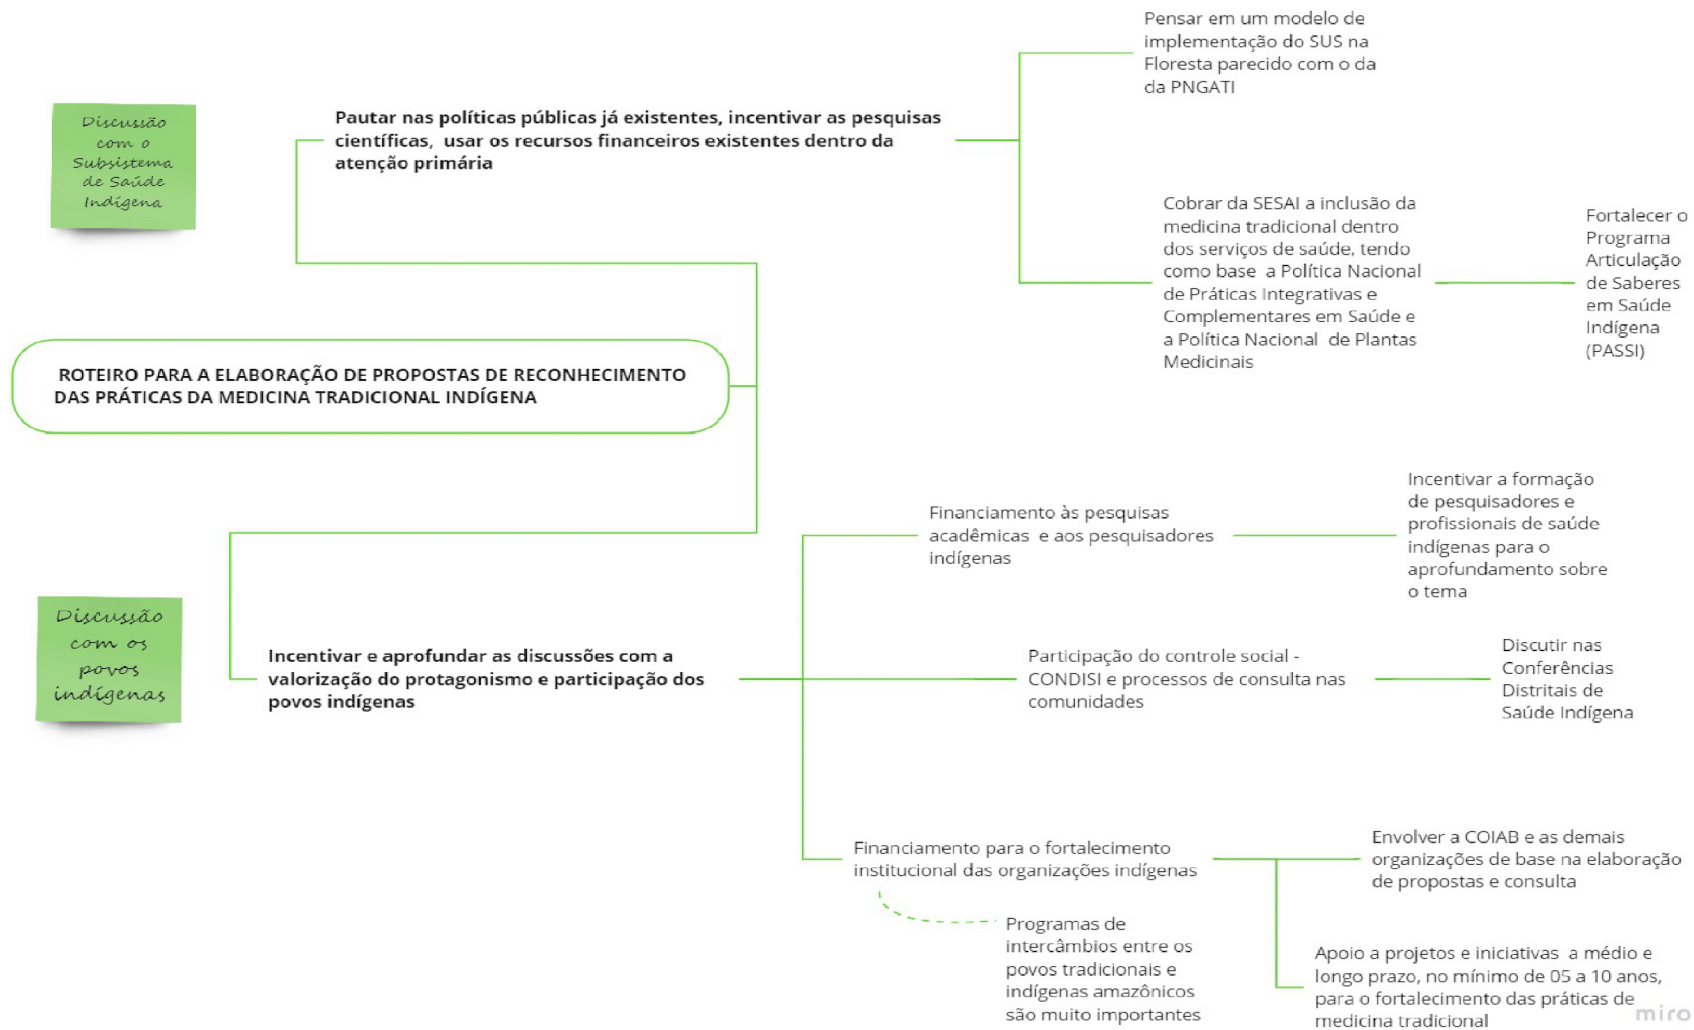 Discussão
com o
Subsistema
de Saúde
Indígena
Pautar nas políticas públicas já existentes, incentivar as pesquisas
científicas, usar os recursos financeiros existentes dentro da
atenção primária
Pensar em um modelo de
implementação do SUS na
Floresta parecido com o da
da PNGATI
Cobrar da SESAI a inclusão da
medicina tradicional dentro
dos serviços de saúde, tendo
como base a Política Nacional
de Práticas Integrativas e
Complementares em Saúde e
a Política Nacional de Plantas
Medicinais
Fortalecer o
Programa
Articulação
de Saberes
em Saúde
Indígena
(PASSI)
ROTEIRO PARA A ELABORAÇÃO DE PROPOSTAS DE RECONHECIMENTO
DAS PRÁTICAS DA MEDICINA TRADICIONAL INDÍGENA
Discussão
com os
povos
indígenas
Incentivar e aprofundar as discussões com a
valorização do protagonismo e participação dos
povos indígenas
Financiamento às pesquisas
acadêmicas e aos pesquisadores
indígenas
Incentivar a formação
de pesquisadores e
profissionais de saúde
indígenas para o
aprofundamento sobre
o tema
Participação do controle social -
CONDISI e processos de consulta nas
comunidades
Discutir nas
Conferências
Distritais de
Saúde Indígena
Financiamento para o fortalecimento
institucional das organizações indígenas
Programas de
intercâmbios entre os
povos tradicionais e
indígenas amazônicos
são muito importantes
Envolver a COIAB e as demais
organizações de base na elaboração
de propostas e consulta
Apoio a projetos e iniciativas a médio e
longo prazo, no mínimo de 05 a 10 anos,
para o fortalecimento das práticas de
medicina tradicional
miro